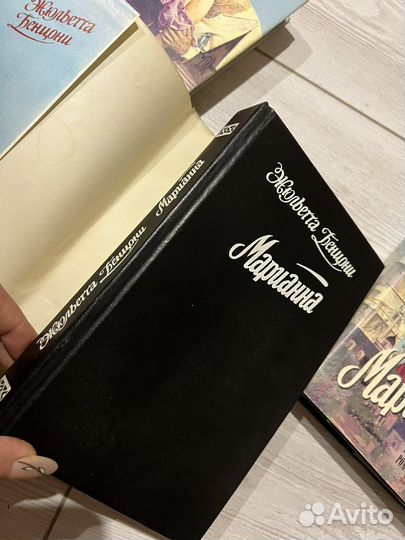 Жюльетта
Бенцони
Жюльетта Бенцони Марианна
Жюльетта Бенцони
Марианна
Avito